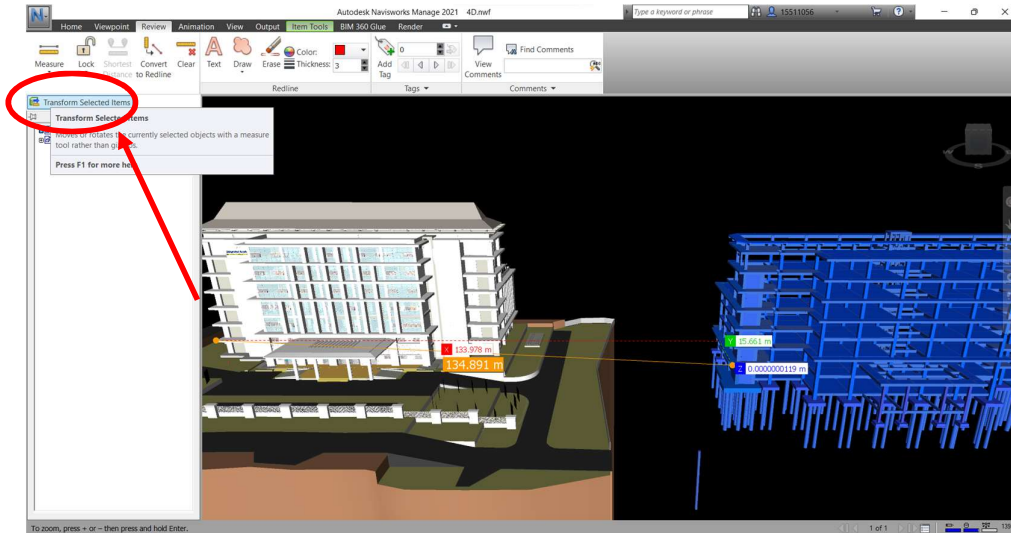 N
Autodesk Navisworks Manage 2021 4D.nwf
Type a keyword or phrase
15511056
?
Home Viewpoint Review Animation View Output Item Tools BIM 360 Glue Render
Measure
Lock
Shortest
Distance
Convert
to Redline
Clear
Text
Draw
Erase
Color:
Thickness: 3
0
Add
Tag
View
Comments
Find Comments
Redline
Tags
Comments
Transform Selected Items
Transform Selected Items
Moves or rotates the currently selected objects with a measure
tool rather than
Press F1 for more
X 133.978 m
134.891 m
Y 15.661 m
Z 0.0000000119 m
To zoom, press + or – then press and hold Enter.
1 of 1